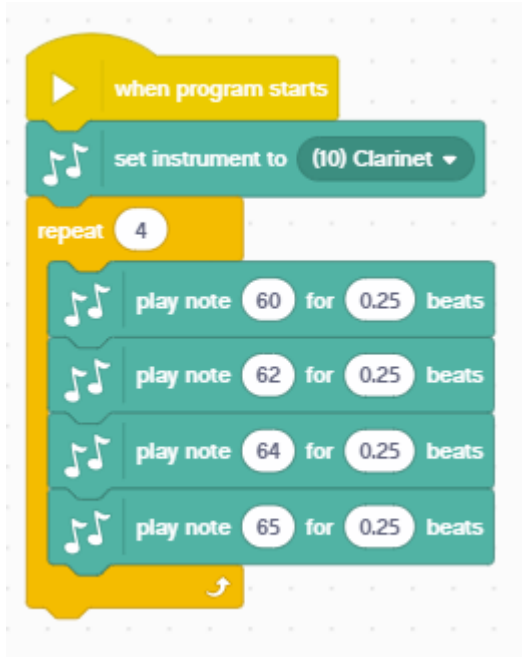 when program starts
set instrument to (10) Clarinet
repeat 4
play note 60 for 0.25 beats
play note 62 for 0.25 beats
play note 64 for 0.25 beats
play note 65 for 0.25 beats